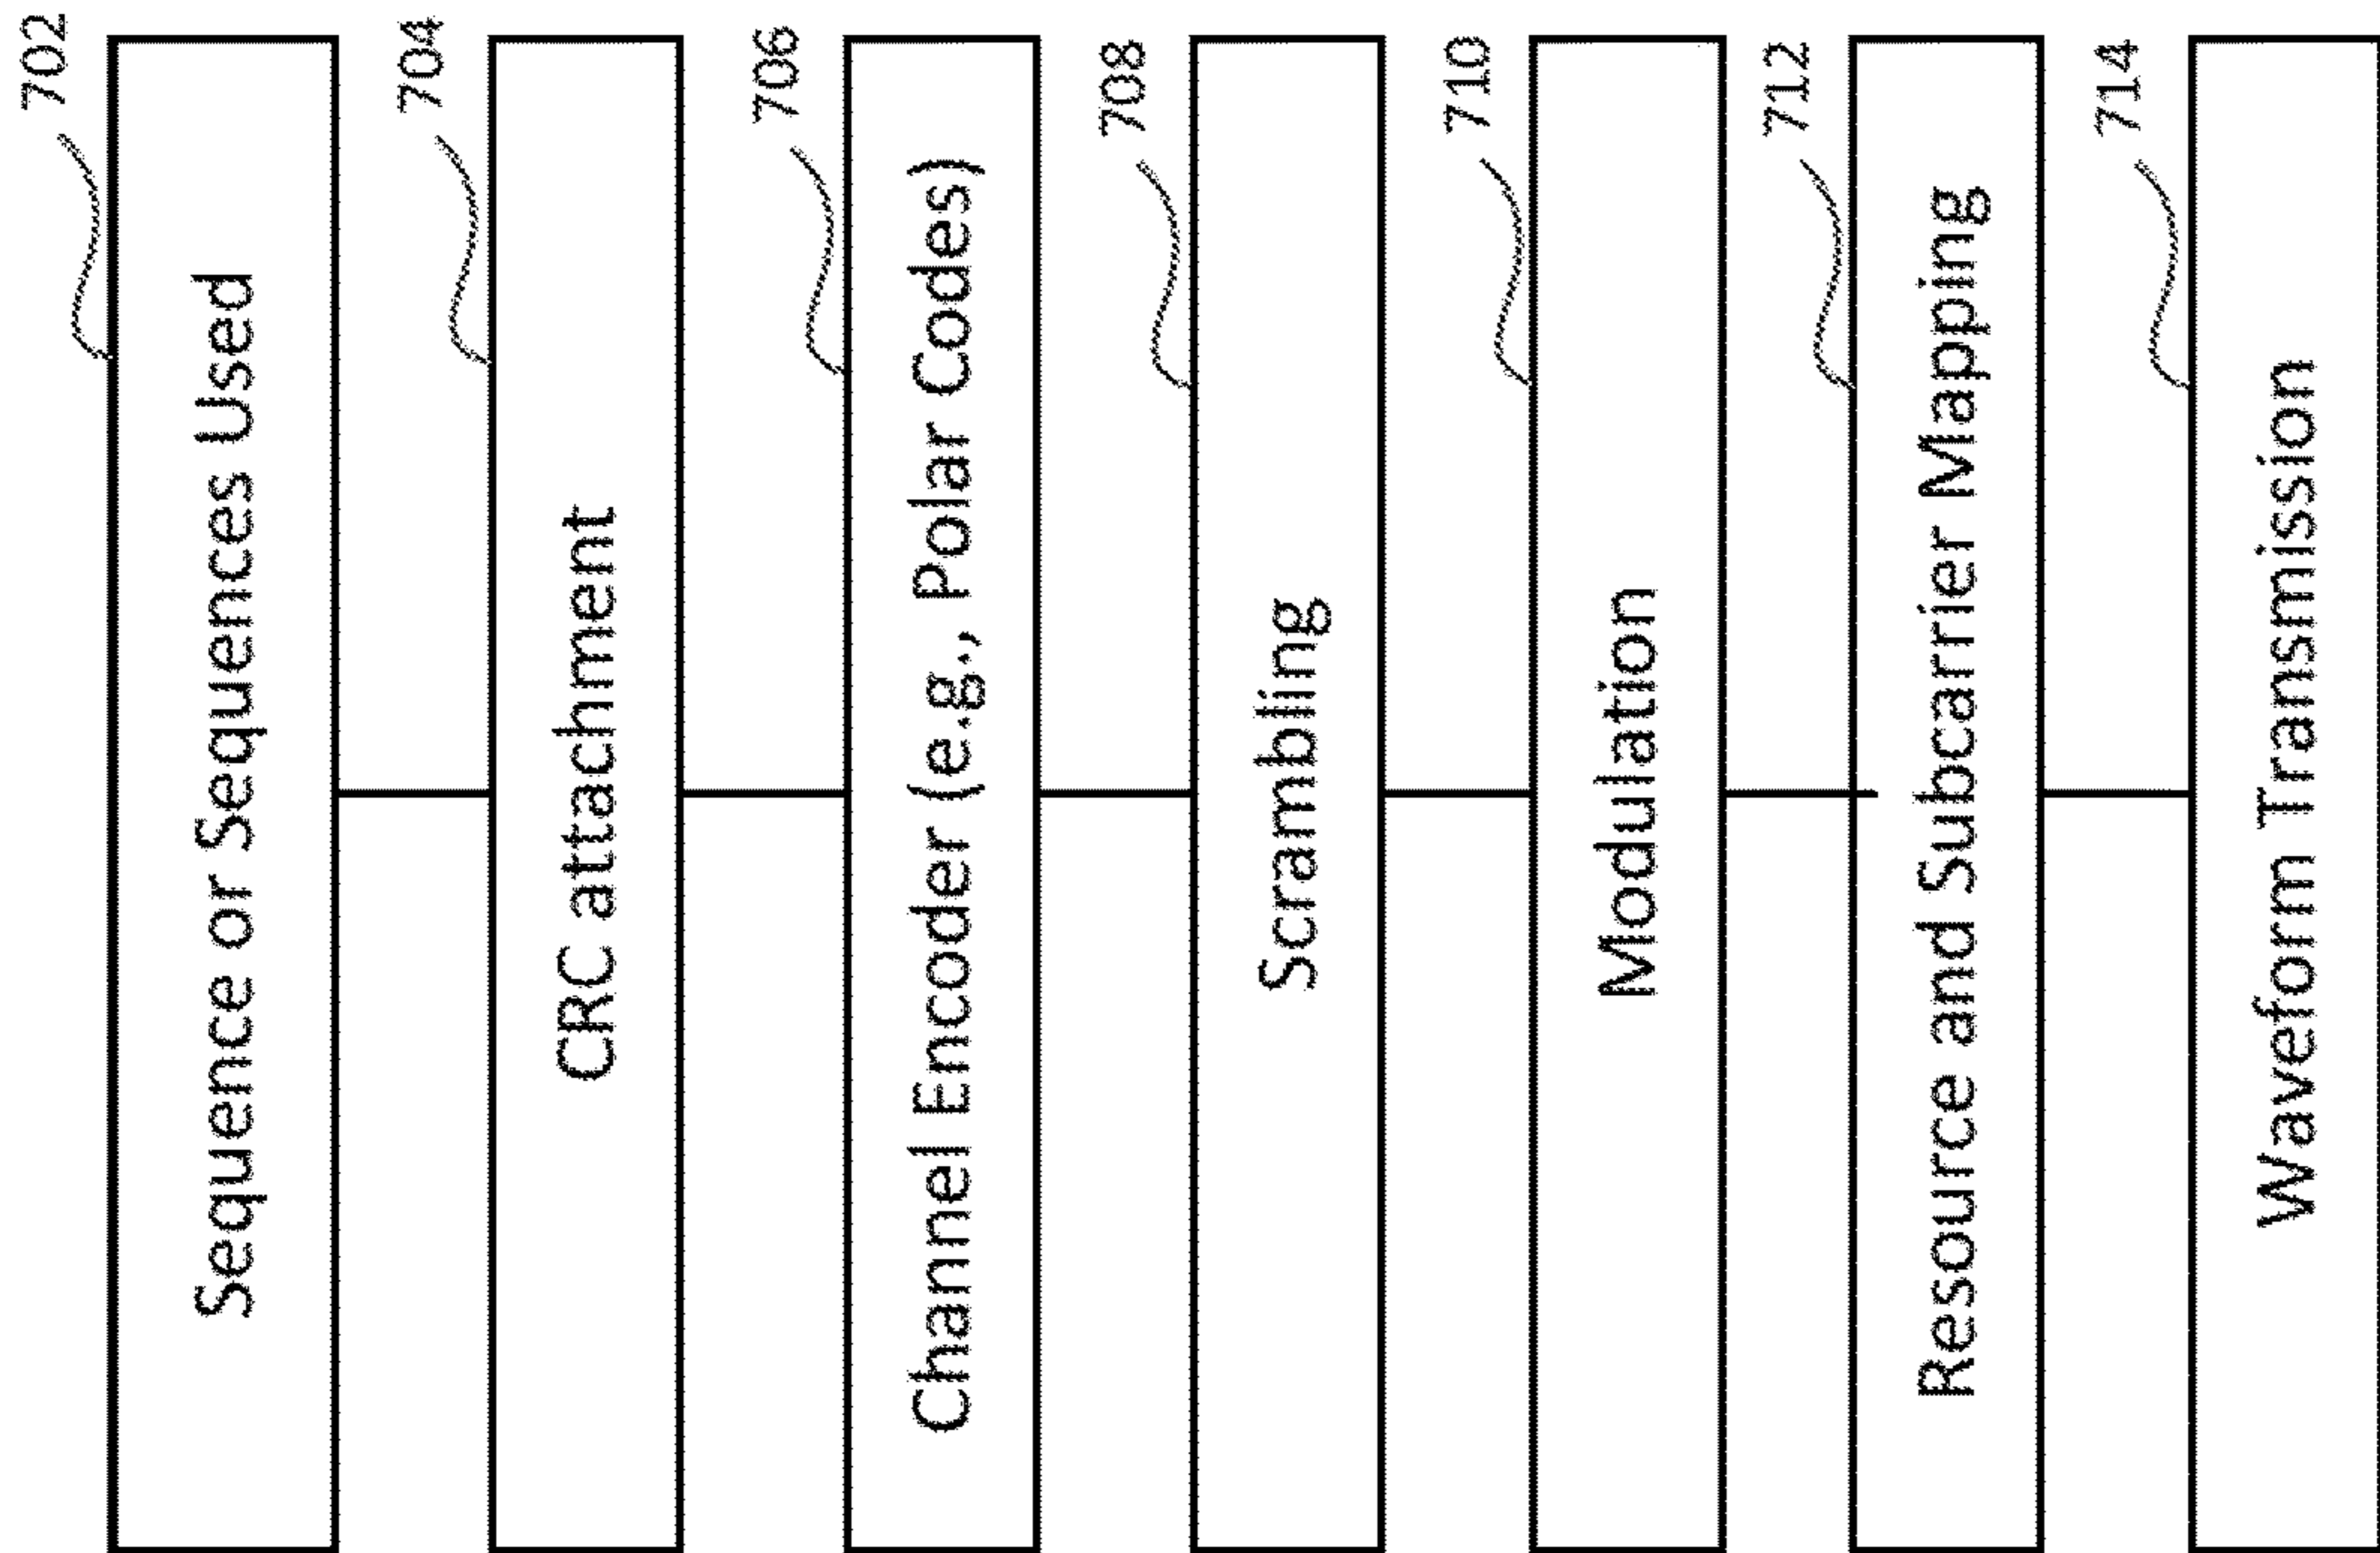 702
Sequence or Sequences Used
704
CRC attachment
706
Channel Encoder (e.g., Polar Codes)
708
Scrambling
710
Modulation
712
Resource and Subcarrier Mapping
714
Waveform Transmission